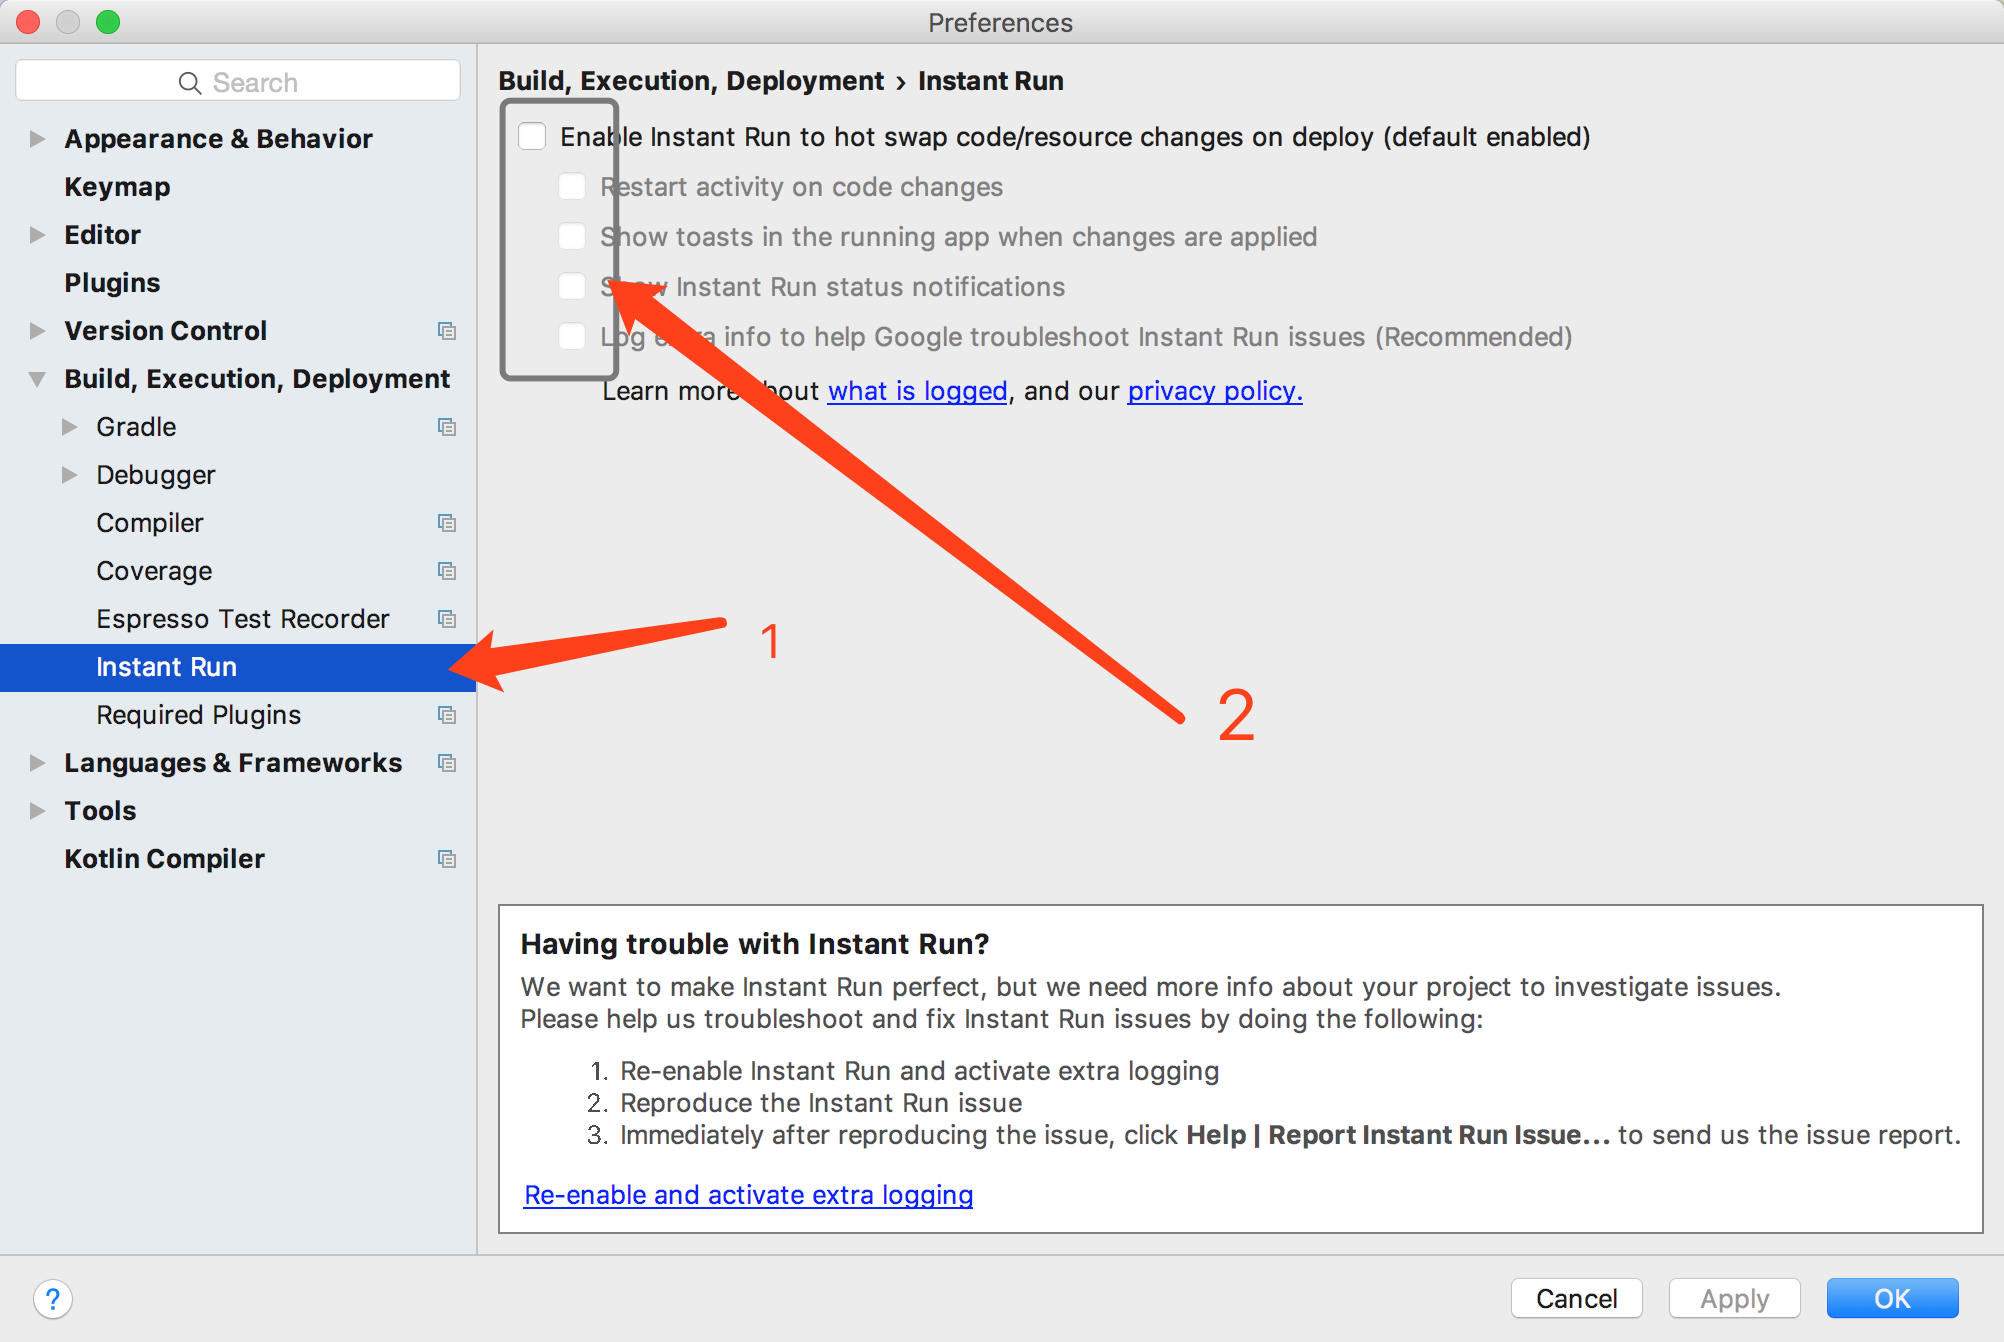 Preferences
Search
Appearance & Behavior
Keymap
Editor
Plugins
Version Control
Build, Execution, Deployment
Gradle
Debugger
Compiler
Coverage
Espresso Test Recorder
Instant Run
Required Plugins
Languages & Frameworks
Tools
Kotlin Compiler
Build, Execution, Deployment › Instant Run
Enable Instant Run to hot swap code/resource changes on deploy (default enabled)
Restart activity on code changes
Show toasts in the running app when changes are applied
Show Instant Run status notifications
Log extra info to help Google troubleshoot Instant Run issues (Recommended)
Learn more about what is logged, and our privacy policy.
1
2
Having trouble with Instant Run?
We want to make Instant Run perfect, but we need more info about your project to investigate issues.
Please help us troubleshoot and fix Instant Run issues by doing the following:
1. Re-enable Instant Run and activate extra logging
2. Reproduce the Instant Run issue
3. Immediately after reproducing the issue, click Help | Report Instant Run Issue... to send us the issue report.
Re-enable and activate extra logging
?
Cancel
Apply
OK